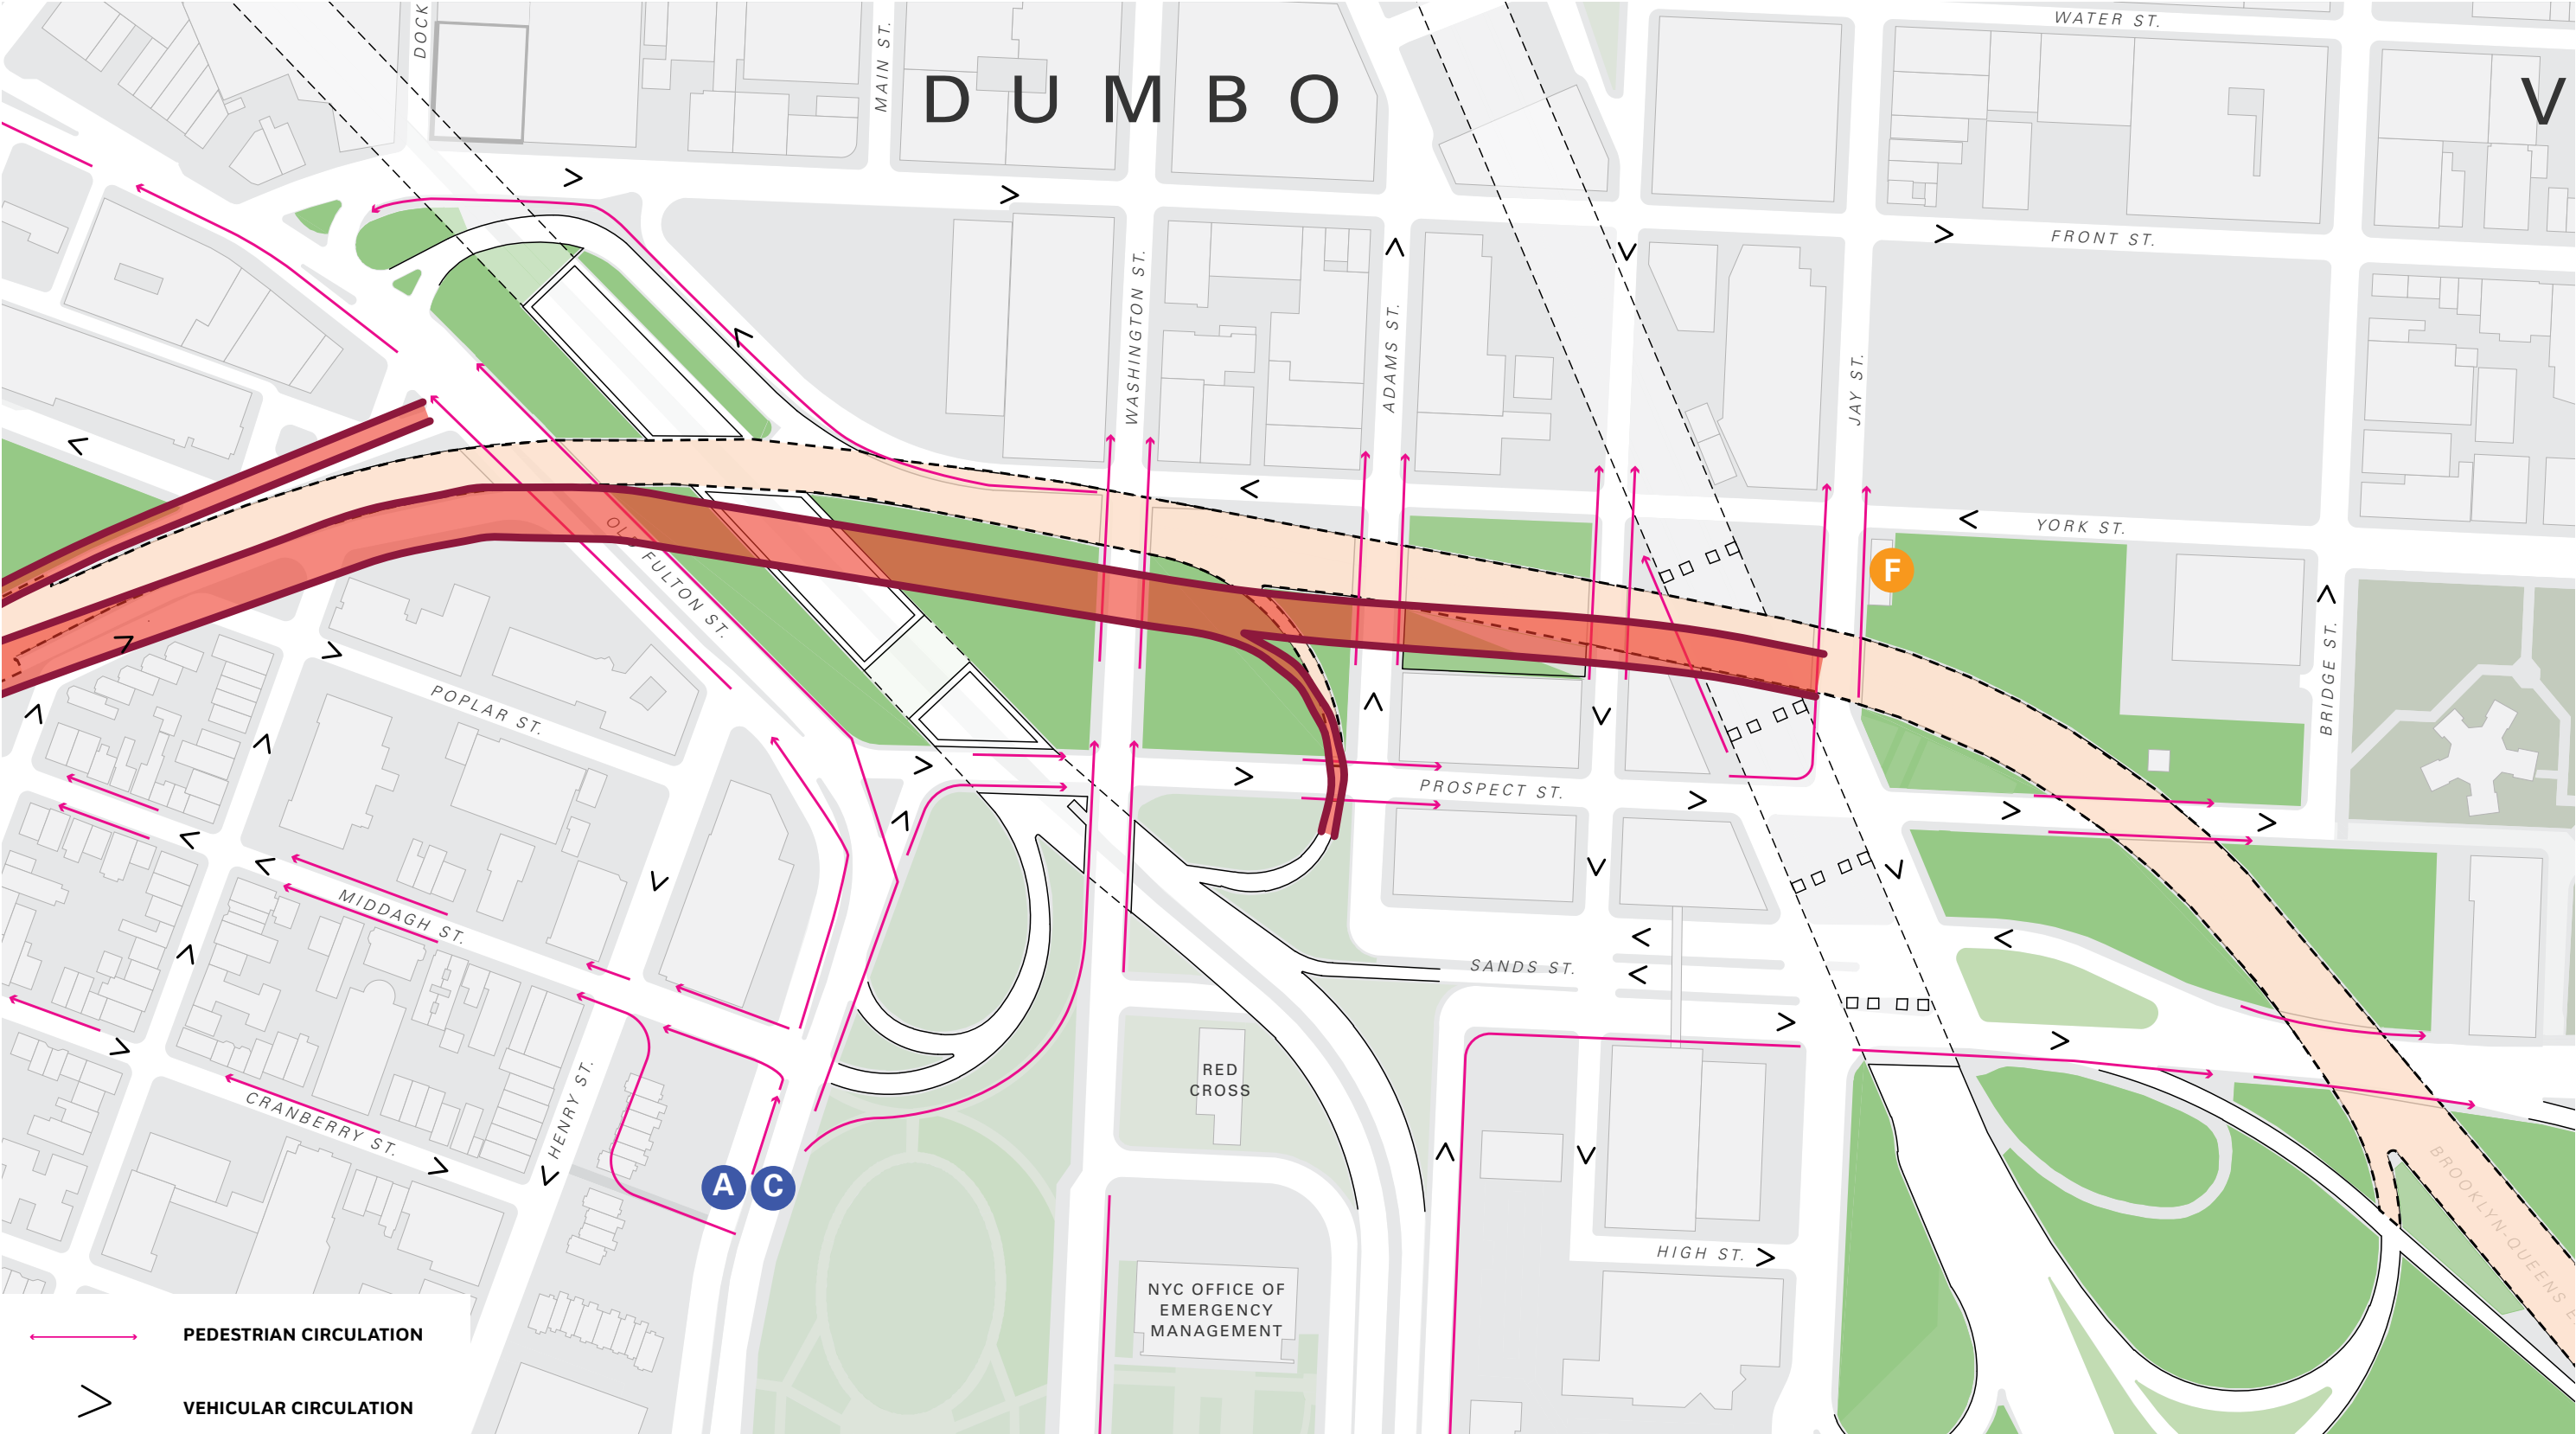 DOCK
MAIN ST.
DUMBO
WATER ST.
V
WASHINGTON ST.
ADAMS ST.
JAY ST.
FRONT ST.
YORK ST.
F
BRIDGE ST.
OLD FULTON ST.
POPLAR ST.
PROSPECT ST.
MIDDAGH ST.
SANDS ST.
RED
CROSS
HENRY ST.
CRANBERRY ST.
A C
HIGH ST.
BROOKLYN-QUEENS E
NYC OFFICE OF
EMERGENCY
MANAGEMENT
PEDESTRIAN CIRCULATION
VEHICULAR CIRCULATION